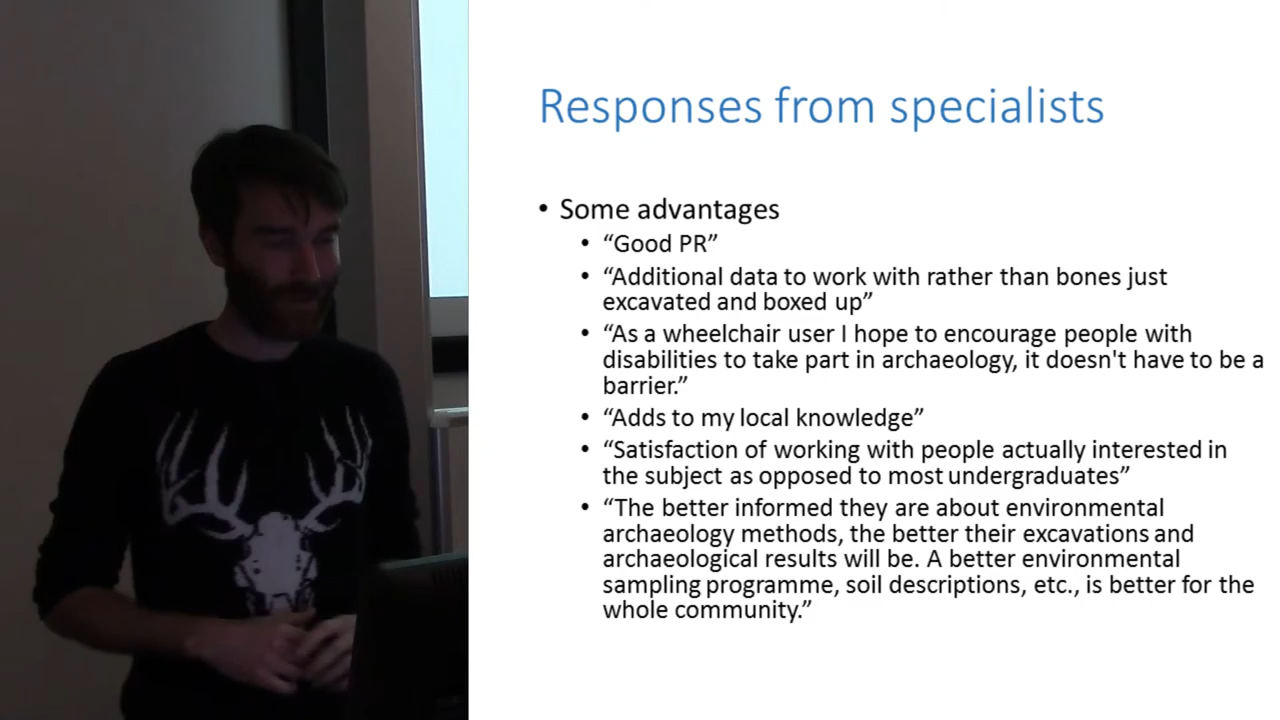 Responses from specialists
• Some advantages
• “Good PR”
• “Additional data to work with rather than bones just
excavated and boxed up”
• “As a wheelchair user I hope to encourage people with
disabilities to take part in archaeology, it doesn't have to be a
barrier.”
• “Adds to my local knowledge”
• “Satisfaction of working with people actually interested in
the subject as opposed to most undergraduates”
• “The better informed they are about environmental
archaeology methods, the better their excavations and
archaeological results will be. A better environmental
sampling programme, soil descriptions, etc., is better for the
whole community.”